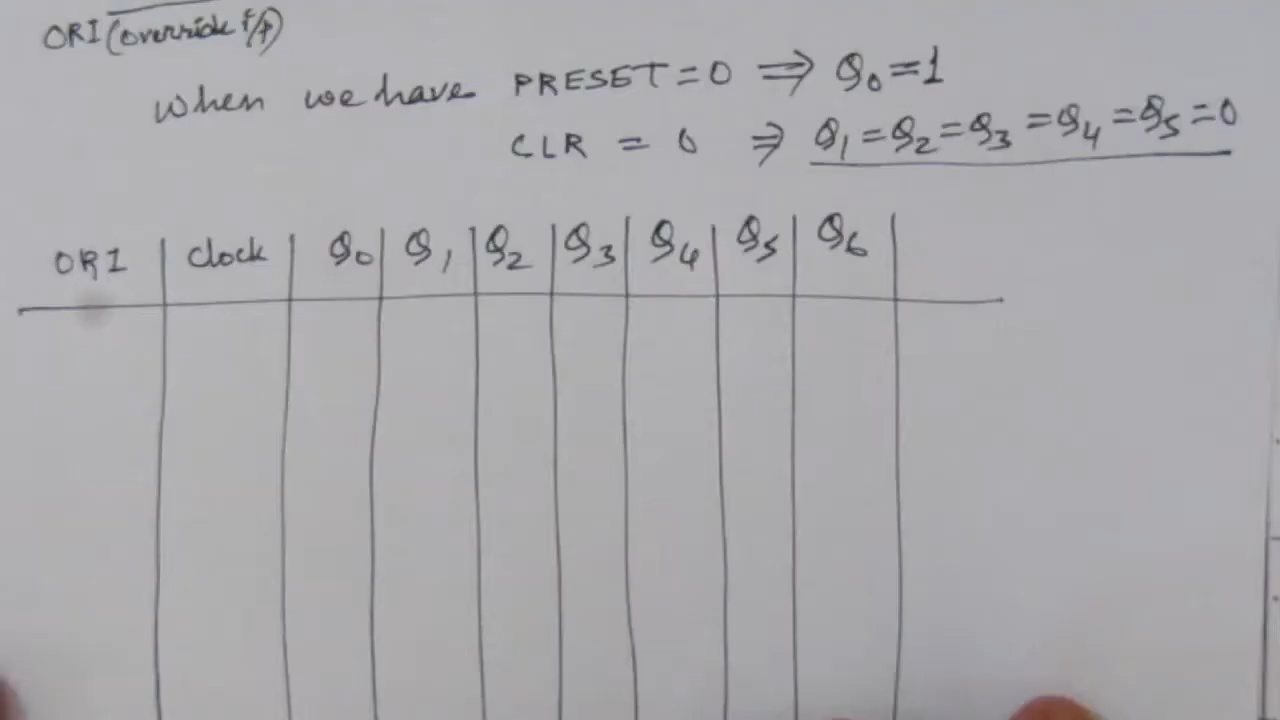 ORI (override i/p)
When we have PRESET = 0 ⇒ Q0 = 1
CLR = 0 ⇒ Q1 = Q2 = Q3 = Q4 = Q5 = 0
ORI Clock Q0 Q1 Q2 Q3 Q4 Q5 Q6